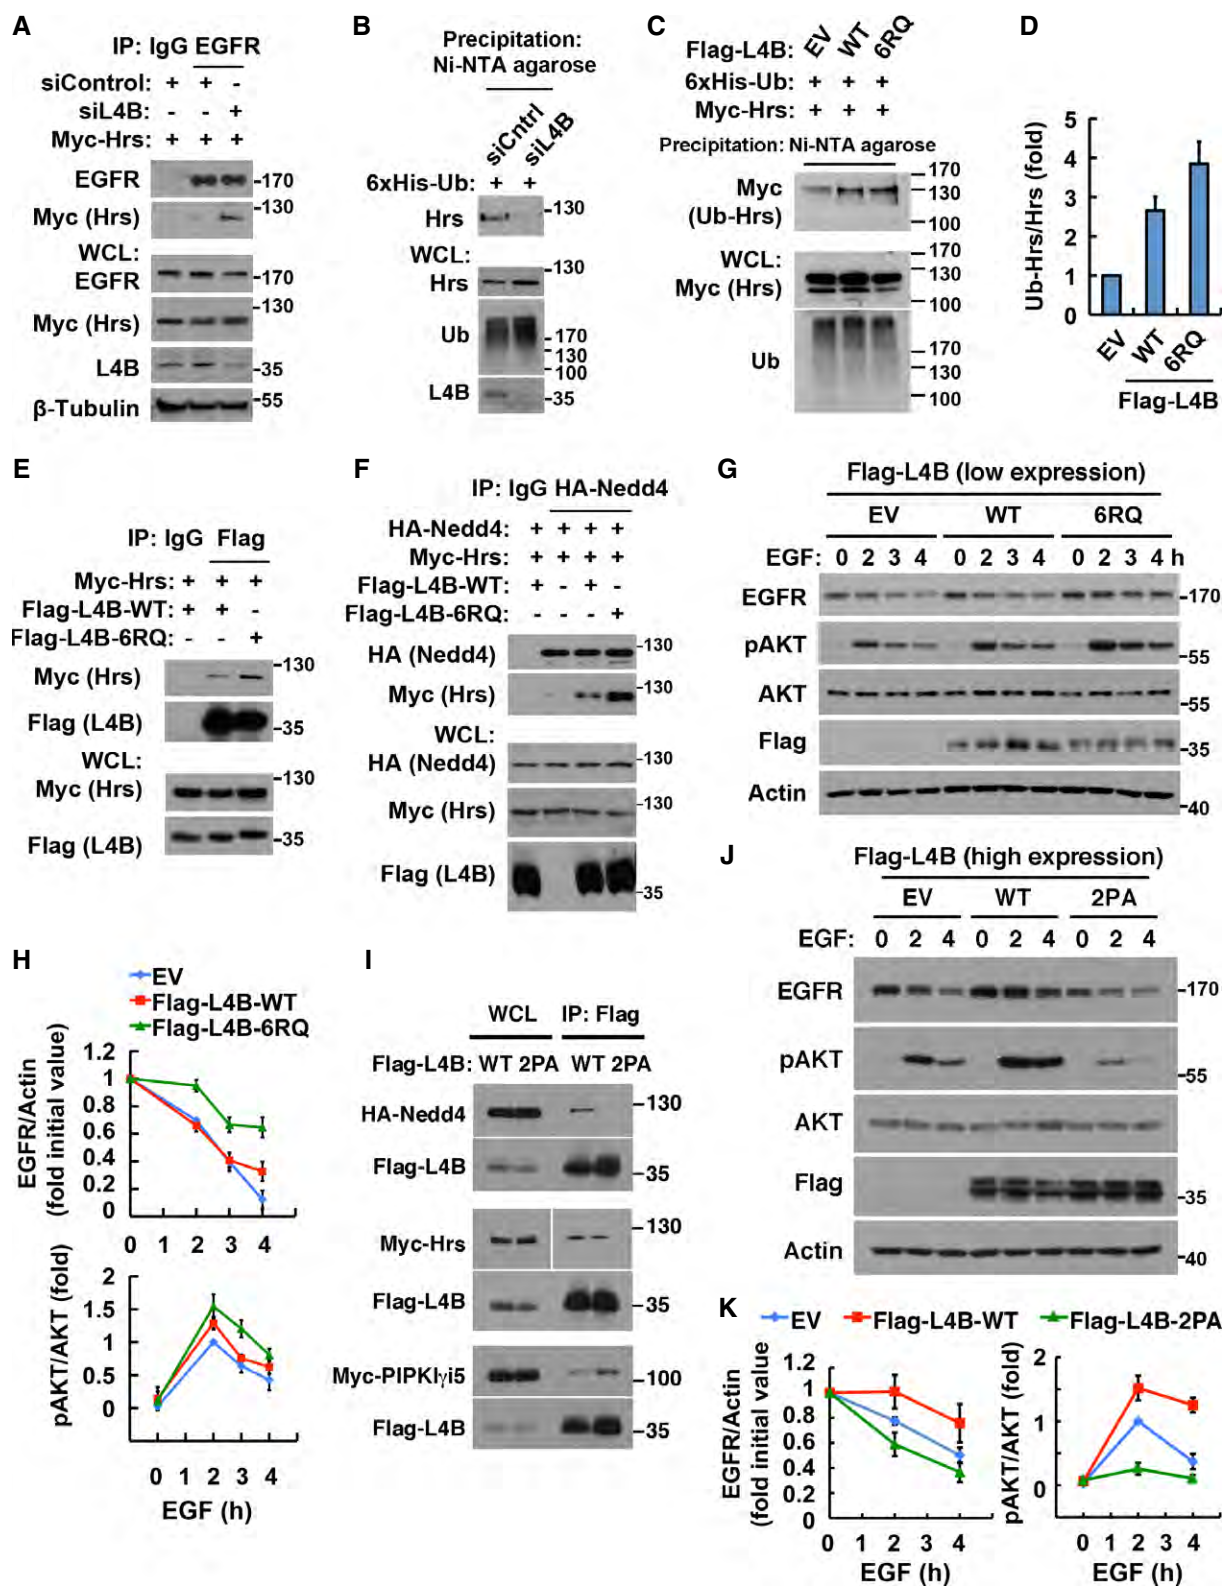 A
IP: IgG EGFR
siControl: + + -
siL4B: - - +
Myc-Hrs: + + +
EGFR
-170
Myc (Hrs)
-130
WCL:
EGFR
-170
Myc (Hrs)
-130
L4B
-35
β-Tubulin
-55
B
Precipitation:
Ni-NTA agarose
siCntrl siL4B
6xHis-Ub: + +
Hrs
-130
WCL:
Hrs
-130
Ub
-170
-130
-100
L4B
-35
C
Flag-L4B: EV WT 6RQ
6xHis-Ub: + + +
Myc-Hrs: + + +
Precipitation: Ni-NTA agarose
Myc
(Ub-Hrs)
-170
-130
-100
WCL:
Myc (Hrs)
-170
-130
-100
Ub
-170
-130
-100
D
Ub-Hrs/Hrs (fold)
5
4
3
2
1
0
EV WT 6RQ
Flag-L4B
E
IP: IgG Flag
Myc-Hrs: + + +
Flag-L4B-WT: + + -
Flag-L4B-6RQ: - - +
Myc (Hrs)
-130
Flag (L4B)
-35
WCL:
Myc (Hrs)
-130
Flag (L4B)
-35
F
IP: IgG HA-Nedd4
HA-Nedd4: + + + +
Myc-Hrs: + + + +
Flag-L4B-WT: + - + -
Flag-L4B-6RQ: - - - +
HA (Nedd4)
-130
Myc (Hrs)
-130
WCL:
HA (Nedd4)
-130
Myc (Hrs)
-130
Flag (L4B)
-35
G
Flag-L4B (low expression)
EV WT 6RQ
EGF: 0 2 3 4 0 2 3 4 0 2 3 4 h
EGFR
-170
pAKT
-55
AKT
-55
Flag
-35
Actin
-40
H
EV
Flag-L4B-WT
Flag-L4B-6RQ
EGFR/Actin
(fold initial value)
1.2
1
0.8
0.6
0.4
0.2
0
0 1 2 3 4
pAKT/AKT (fold)
2
1.5
1
0.5
0
0 1 2 3 4
EGF (h)
I
WCL IP: Flag
Flag-L4B: WT 2PA WT 2PA
HA-Nedd4
-130
Flag-L4B
-35
Myc-Hrs
-130
Flag-L4B
-35
Myc-PIPKIγi5
-100
Flag-L4B
-35
J
Flag-L4B (high expression)
EV WT 2PA
EGF: 0 2 4 0 2 4 0 2 4
EGFR
-170
pAKT
-55
AKT
Flag
-35
Actin
-40
K
EV Flag-L4B-WT Flag-L4B-2PA
EGFR/Actin
(fold initial value)
1.2
1
0.8
0.6
0.4
0.2
0
0 1 2 3 4
EGF (h)
pAKT/AKT (fold)
2
1
0
0 1 2 3 4
EGF (h)